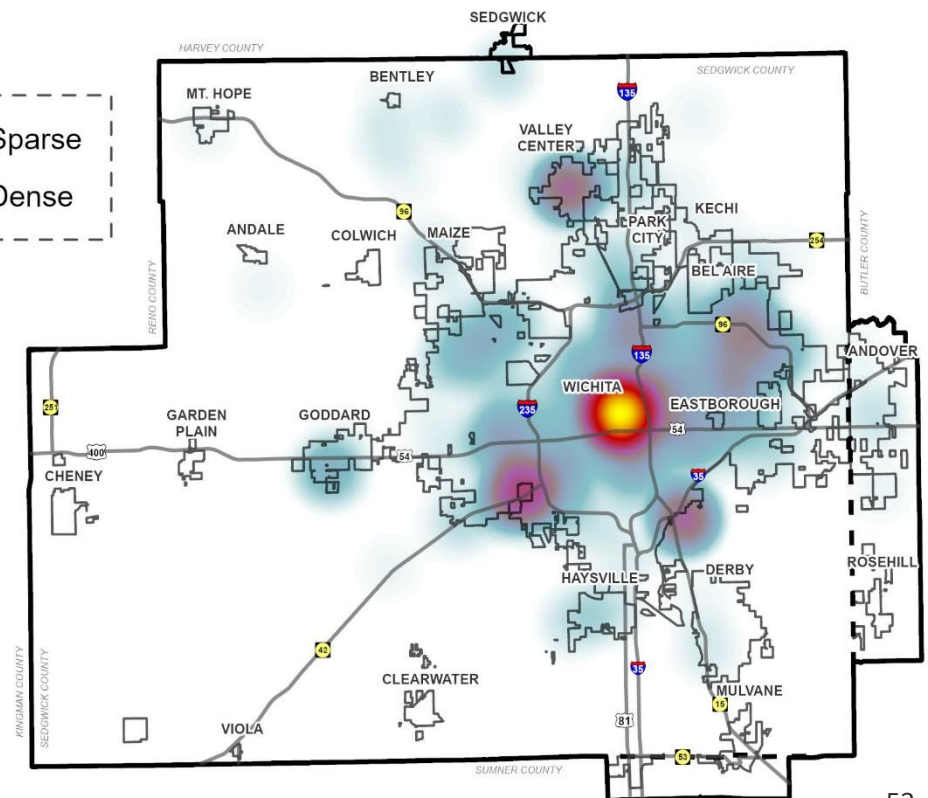 SEDGWICK
HARVEY COUNTY
SEDGWICK COUNTY
BENTLEY
MT. HOPE
135
Sparse
Dense
VALLEY
CENTER
KECHI
PARK
CITY
96
ANDALE
COLWICH
MAIZE
254
BEL AIRE
RENO COUNTY
BUTLER COUNTY
96
135
ANDOVER
WICHITA
EASTBOROUGH
251
235
GARDEN
PLAIN
GODDARD
54
400
54
CHENEY
35
HAYSVILLE
DERBY
ROSEHILL
42
KINGMAN COUNTY
SEDGWICK COUNTY
35
CLEARWATER
MULVANE
15
81
VIOLA
53
SUMNER COUNTY